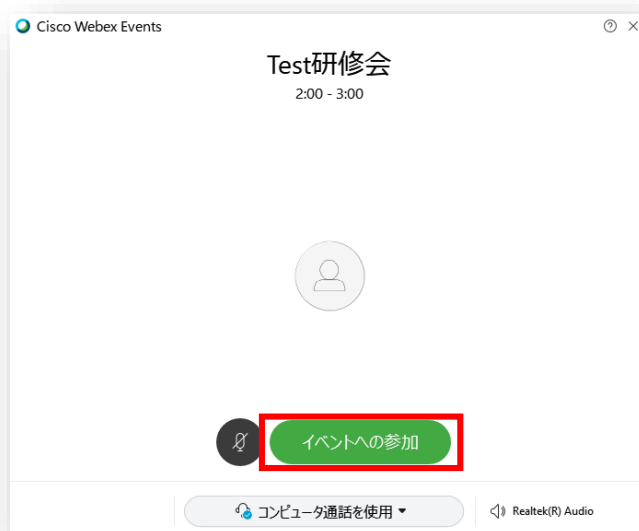 Cisco Webex Events
Test研修会
2:00 - 3:00
イベントへの参加
コンピュータ通話を使用
Realtek(R) Audio